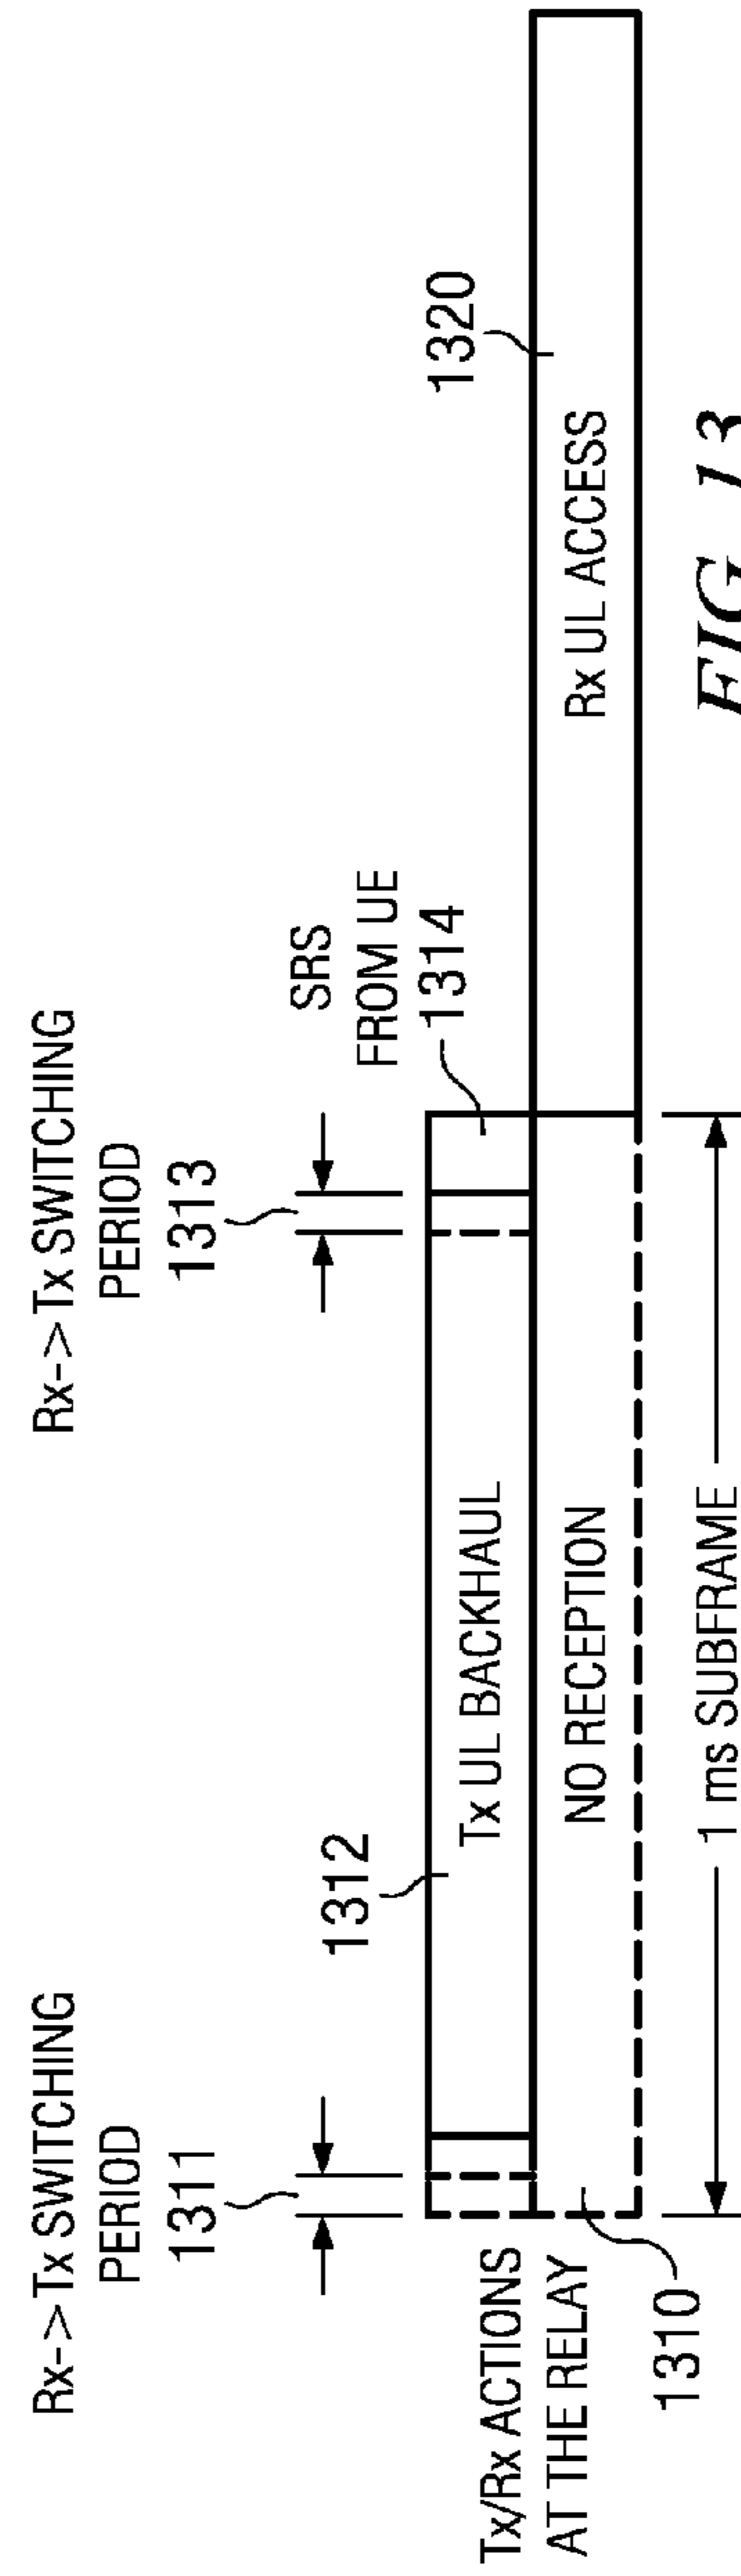 Rx->Tx SWITCHING
PERIOD
1311
Rx->Tx SWITCHING
PERIOD
1313
SRS
FROM UE
1314
1312
1320
Tx/Rx ACTIONS
AT THE RELAY
Tx UL BACKHAUL
NO RECEPTION
Rx UL ACCESS
1310
1 ms SUBFRAME
FIG. 13